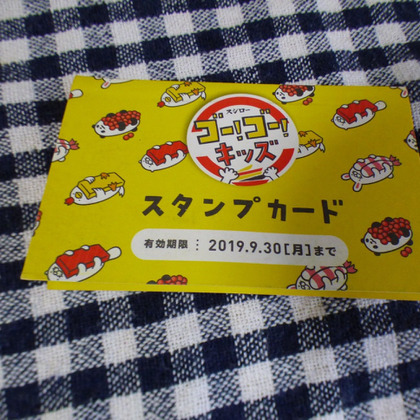 スシロー
ゴー!ゴー!
キッズ
スタンプカード
有効期限 : 2019.9.30[月]まで